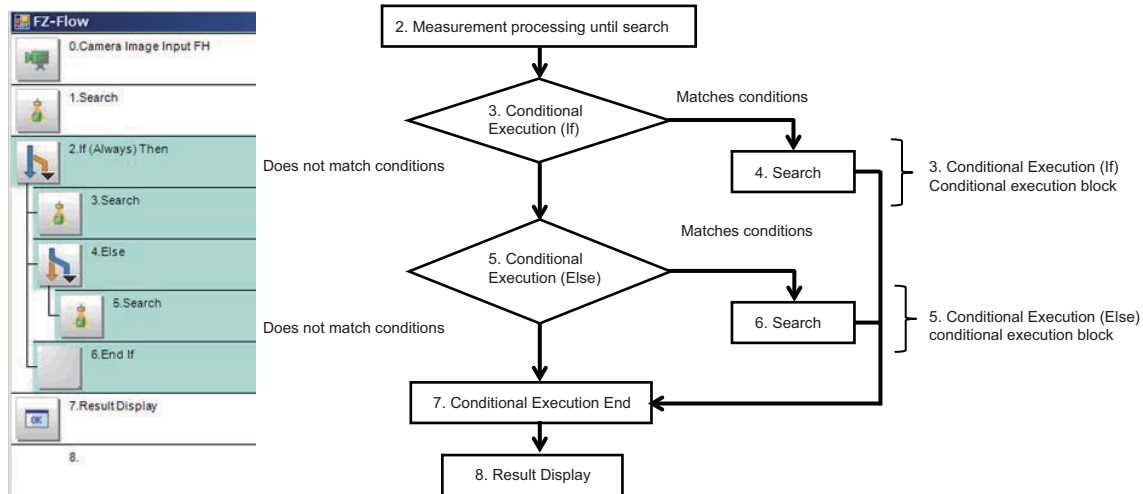 FZ-Flow
0.Camera Image Input FH
1.Search
2.If (Always) Then
3.Search
4.Else
5.Search
6.End If
7.Result Display
OK
8.
2. Measurement processing until search
3. Conditional
Execution (If)
Matches conditions
Does not match conditions
4. Search
3. Conditional Execution (If)
Conditional execution block
5. Conditional
Execution (Else)
Matches conditions
Does not match conditions
6. Search
5. Conditional Execution (Else)
conditional execution block
7. Conditional Execution End
8. Result Display